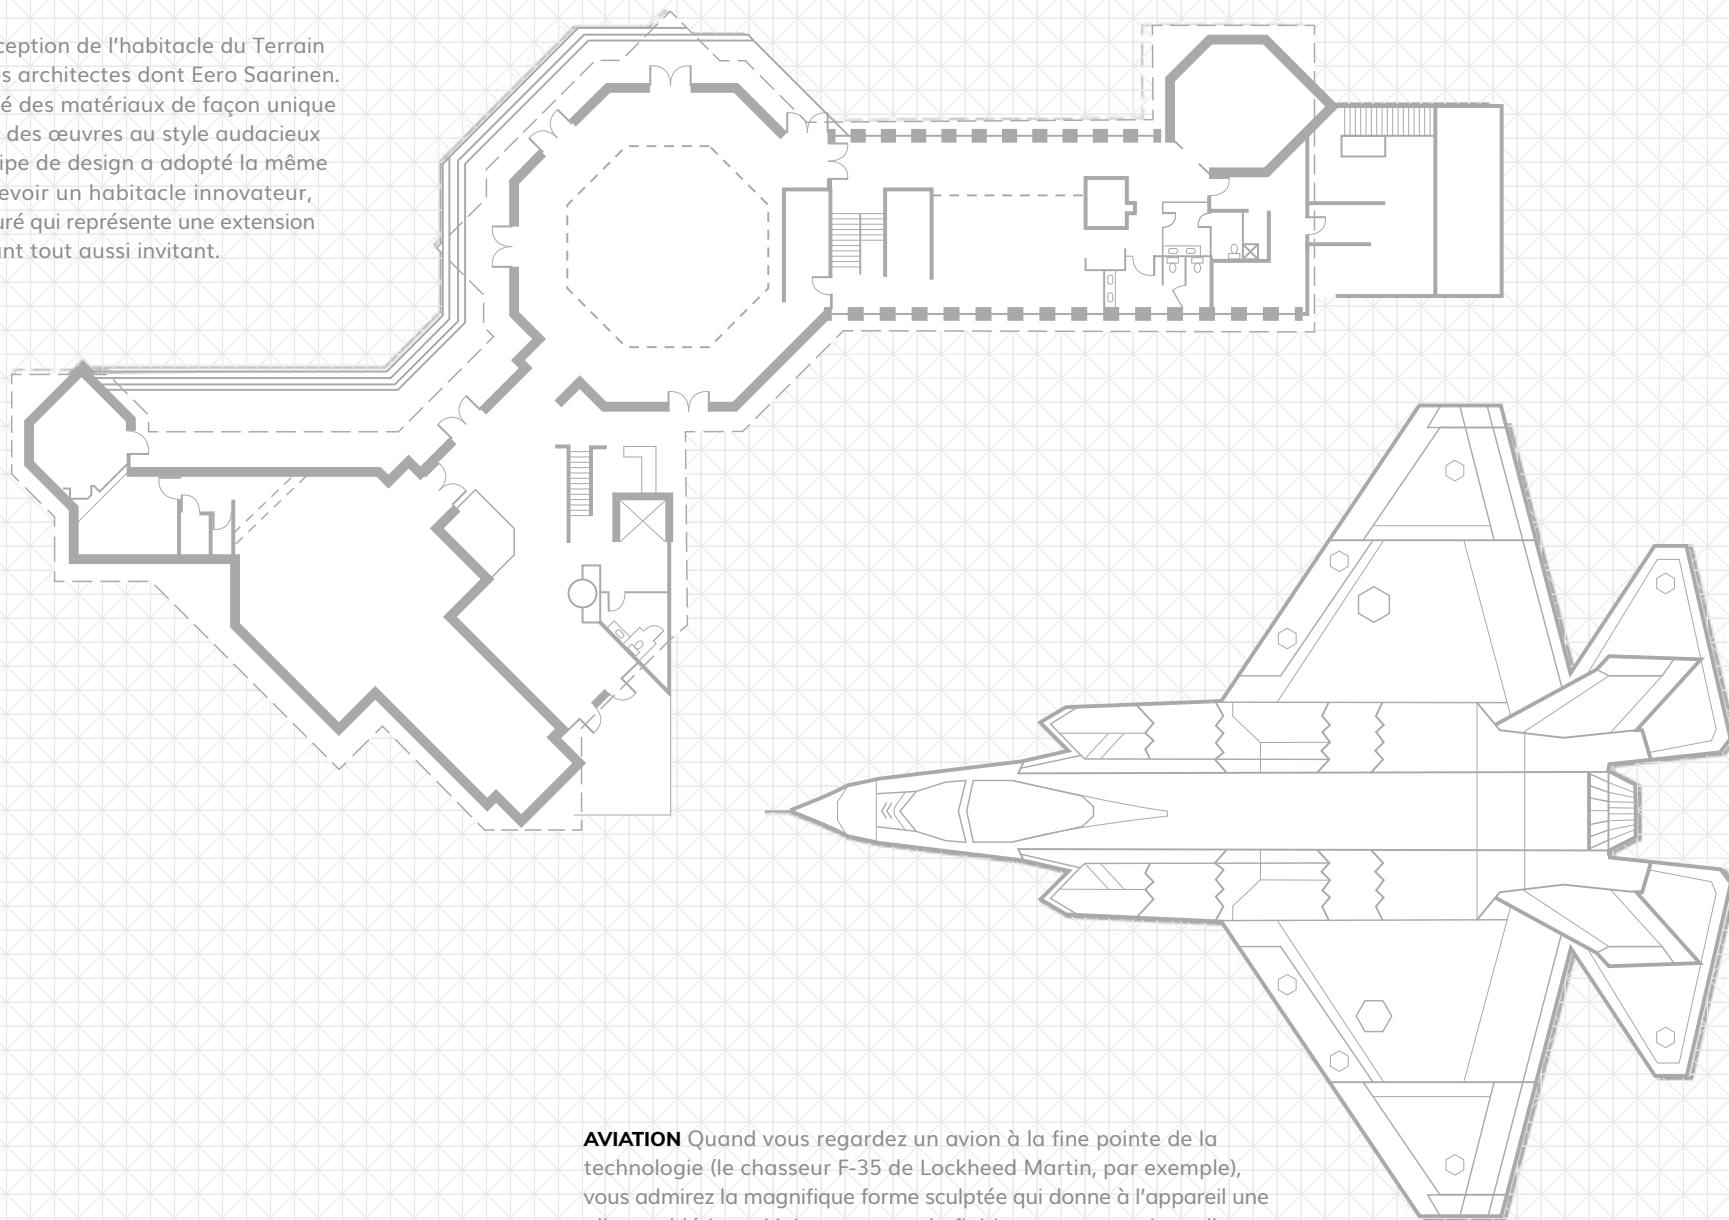 ception de l'habitacle du Terrain
es architectes dont Eero Saarinen.
é des matériaux de façon unique
des œuvres au style audacieux
ipe de design a adopté la même
evoir un habitacle innovateur,
uré qui représente une extension
ant tout aussi invitant.
AVIATION Quand vous regardez un avion à la fine pointe de la
technologie (le chasseur F-35 de Lockheed Martin, par exemple),
vous admirez la magnifique forme sculptée qui donne à l'appareil une